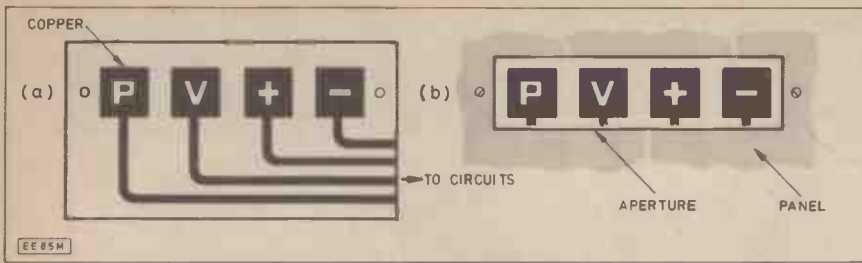 COPPER
(a) P V + -
TO CIRCUITS
(b) P V + -
APERTURE
PANEL
EE85M